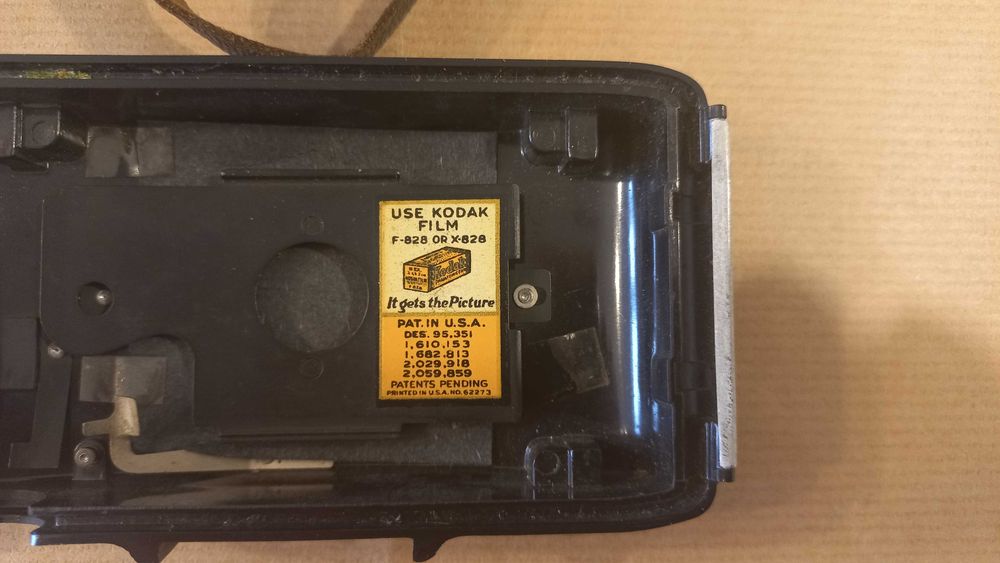 USE KODAK
FILM
F-828 OR X-828
Kodak
It gets the Picture
PAT. IN U.S.A.
DES. 95,351
1,610,153
1,682,813
2,029,918
2,059,859
PATENTS PENDING
PRINTED IN U.S.A. NO. 62273